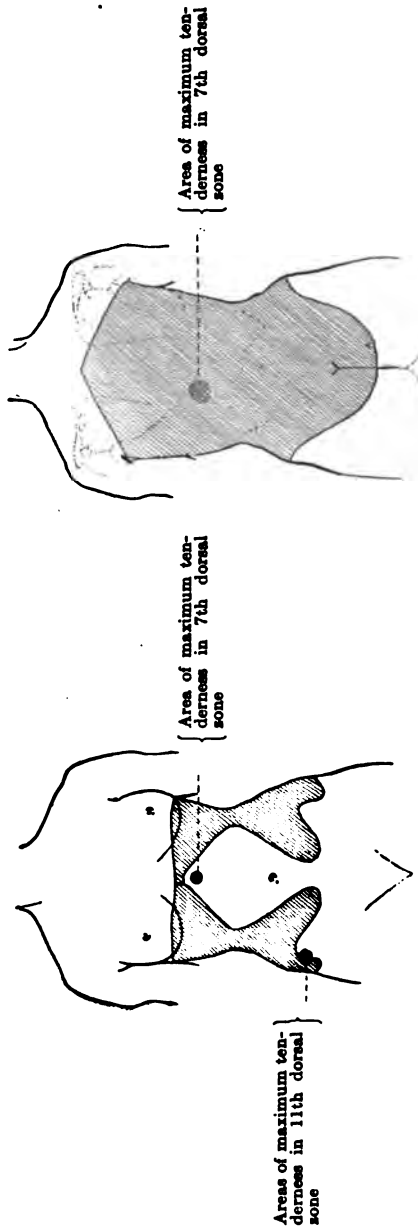 Areas of maximum ten-
derness in 11th dorsal
zone
Area of maximum ten-
derness in 7th dorsal
zone
Area of maximum ten-
derness in 7th dorsal
zone